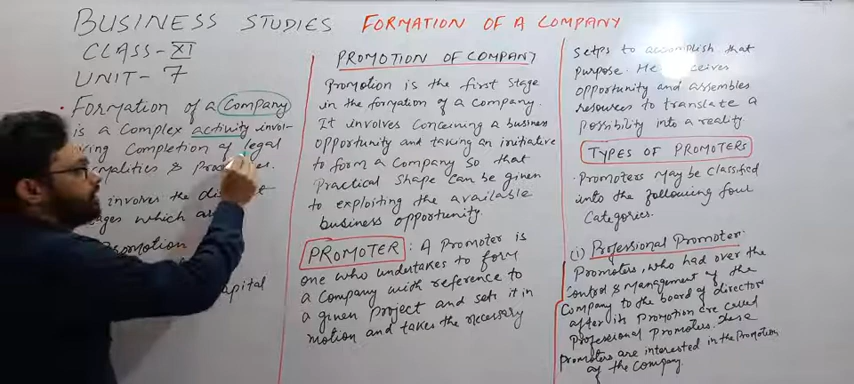 BUSINESS STUDIES FORMATION OF A COMPANY
CLASS-XI
UNIT-7
Formation of a Company
is a Complex activity invol-
ving Completion of legal
&
involves the
which
Promotion
PROMOTION OF COMPANY
Promotion is the first stage
in the formation of a company.
It involves Conceining a business
opportunity and taking an initiative
to form a Company so that
Practical Shape can be given
to exploiting the available
business opportunity.
PROMOTER: A Promoter is
one who undertakes to form
a Company with reference to
a given Project and sets it in
motion and takes the necessary
setps to accomplish that
purpose. He
opportunity and assembles
resources to translate a
possibility into a reality.
TYPES OF PROMOTERS
Promoters may be classified
into the following four
Categories.
(i) Professional Promoter:
Promoters, who had over the
Control & Management of the
Company to the board of director
after its Promotion are called
Professional Promoters. These
promoters are interested in the Promotion
of the Company.